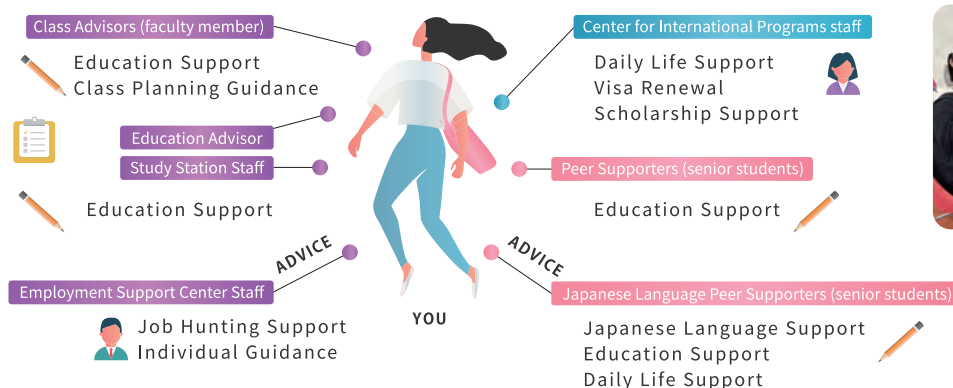 Class Advisors (faculty member)
Education Support
Class Planning Guidance
Education Advisor
Study Station Staff
Education Support
ADVICE
Employment Support Center Staff
Job Hunting Support
Individual Guidance
YOU
Center for International Programs staff
Daily Life Support
Visa Renewal
Scholarship Support
Peer Supporters (senior students)
Education Support
ADVICE
Japanese Language Peer Supporters (senior students)
Japanese Language Support
Education Support
Daily Life Support